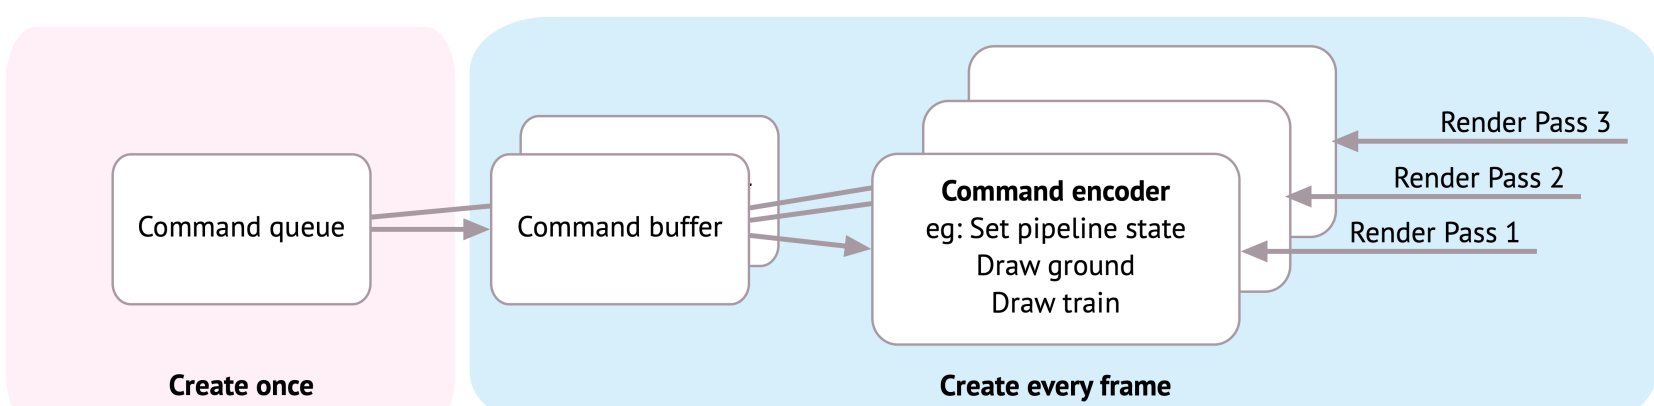 Render Pass 3
Render Pass 2
Render Pass 1
Command queue
Command buffer
Command encoder
eg: Set pipeline state
Draw ground
Draw train
Create once
Create every frame